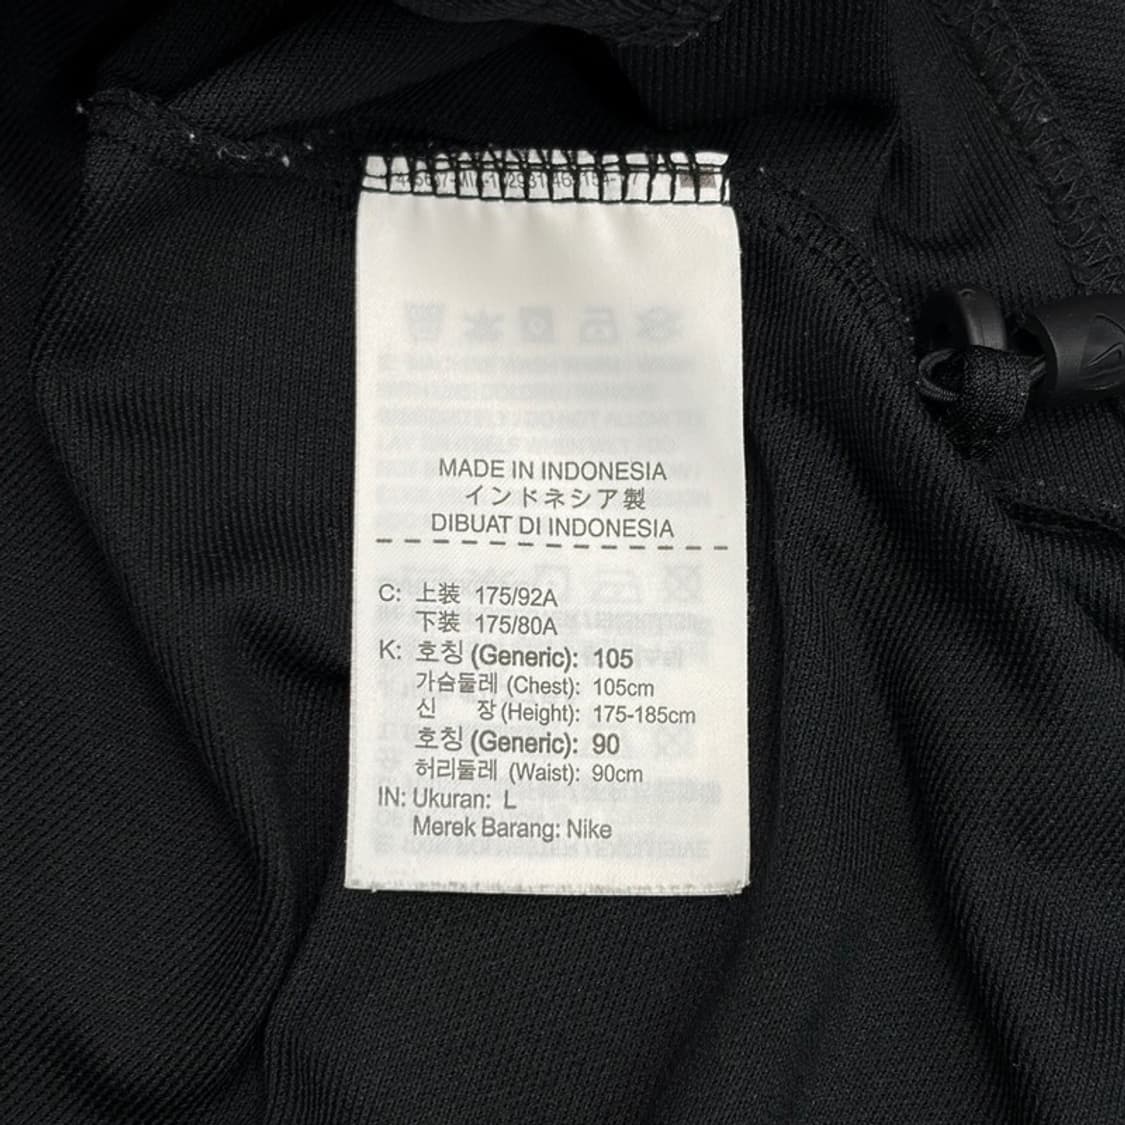 MADE IN INDONESIA
インドネシア製
DIBUAT DI INDONESIA
C: 上装 175/92A
下装 175/80A
K: 호칭 (Generic): 105
가슴둘레 (Chest): 105cm
신 장 (Height): 175-185cm
호칭 (Generic): 90
허리둘레 (Waist): 90cm
IN: Ukuran: L
Merek Barang: Nike